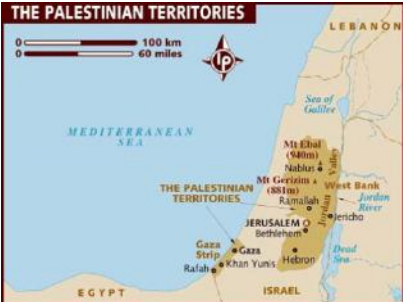 THE PALESTINIAN TERRITORIES
0 100 km
0 60 miles
lp
LEBANON
Sea of
Galilee
MEDITERRANEAN
SEA
Mt Ebal
(940m)
Nablus
Valley
Mt Gerizim
(881m)
West Bank
THE PALESTINIAN
TERRITORIES
Ramallah
Jordan
Jordan
River
Jericho
JERUSALEM
Bethlehem
Gaza
Strip
Gaza
Hebron
Dead
Sea
Khan Yunis
Rafah
EGYPT
ISRAEL